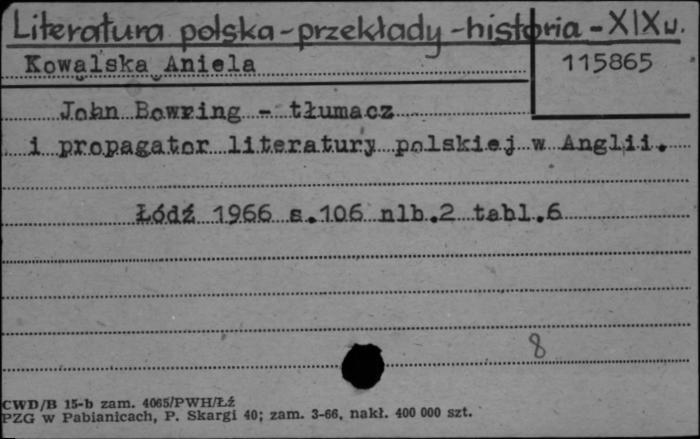 Literatura polska-przekłady-historia-XIXw.
Kowalska Aniela 115865
John Bowring - tłumacz
i propagator literatury polskiej w Anglii.
Łódź 1966 s.106 nlb.2 tabl.6
8
CWD/B 15-b zam. 4065/PWH/Łź
PZG w Pabianicach, P. Skargi 40; zam. 3-66, nakł. 400 000 szt.